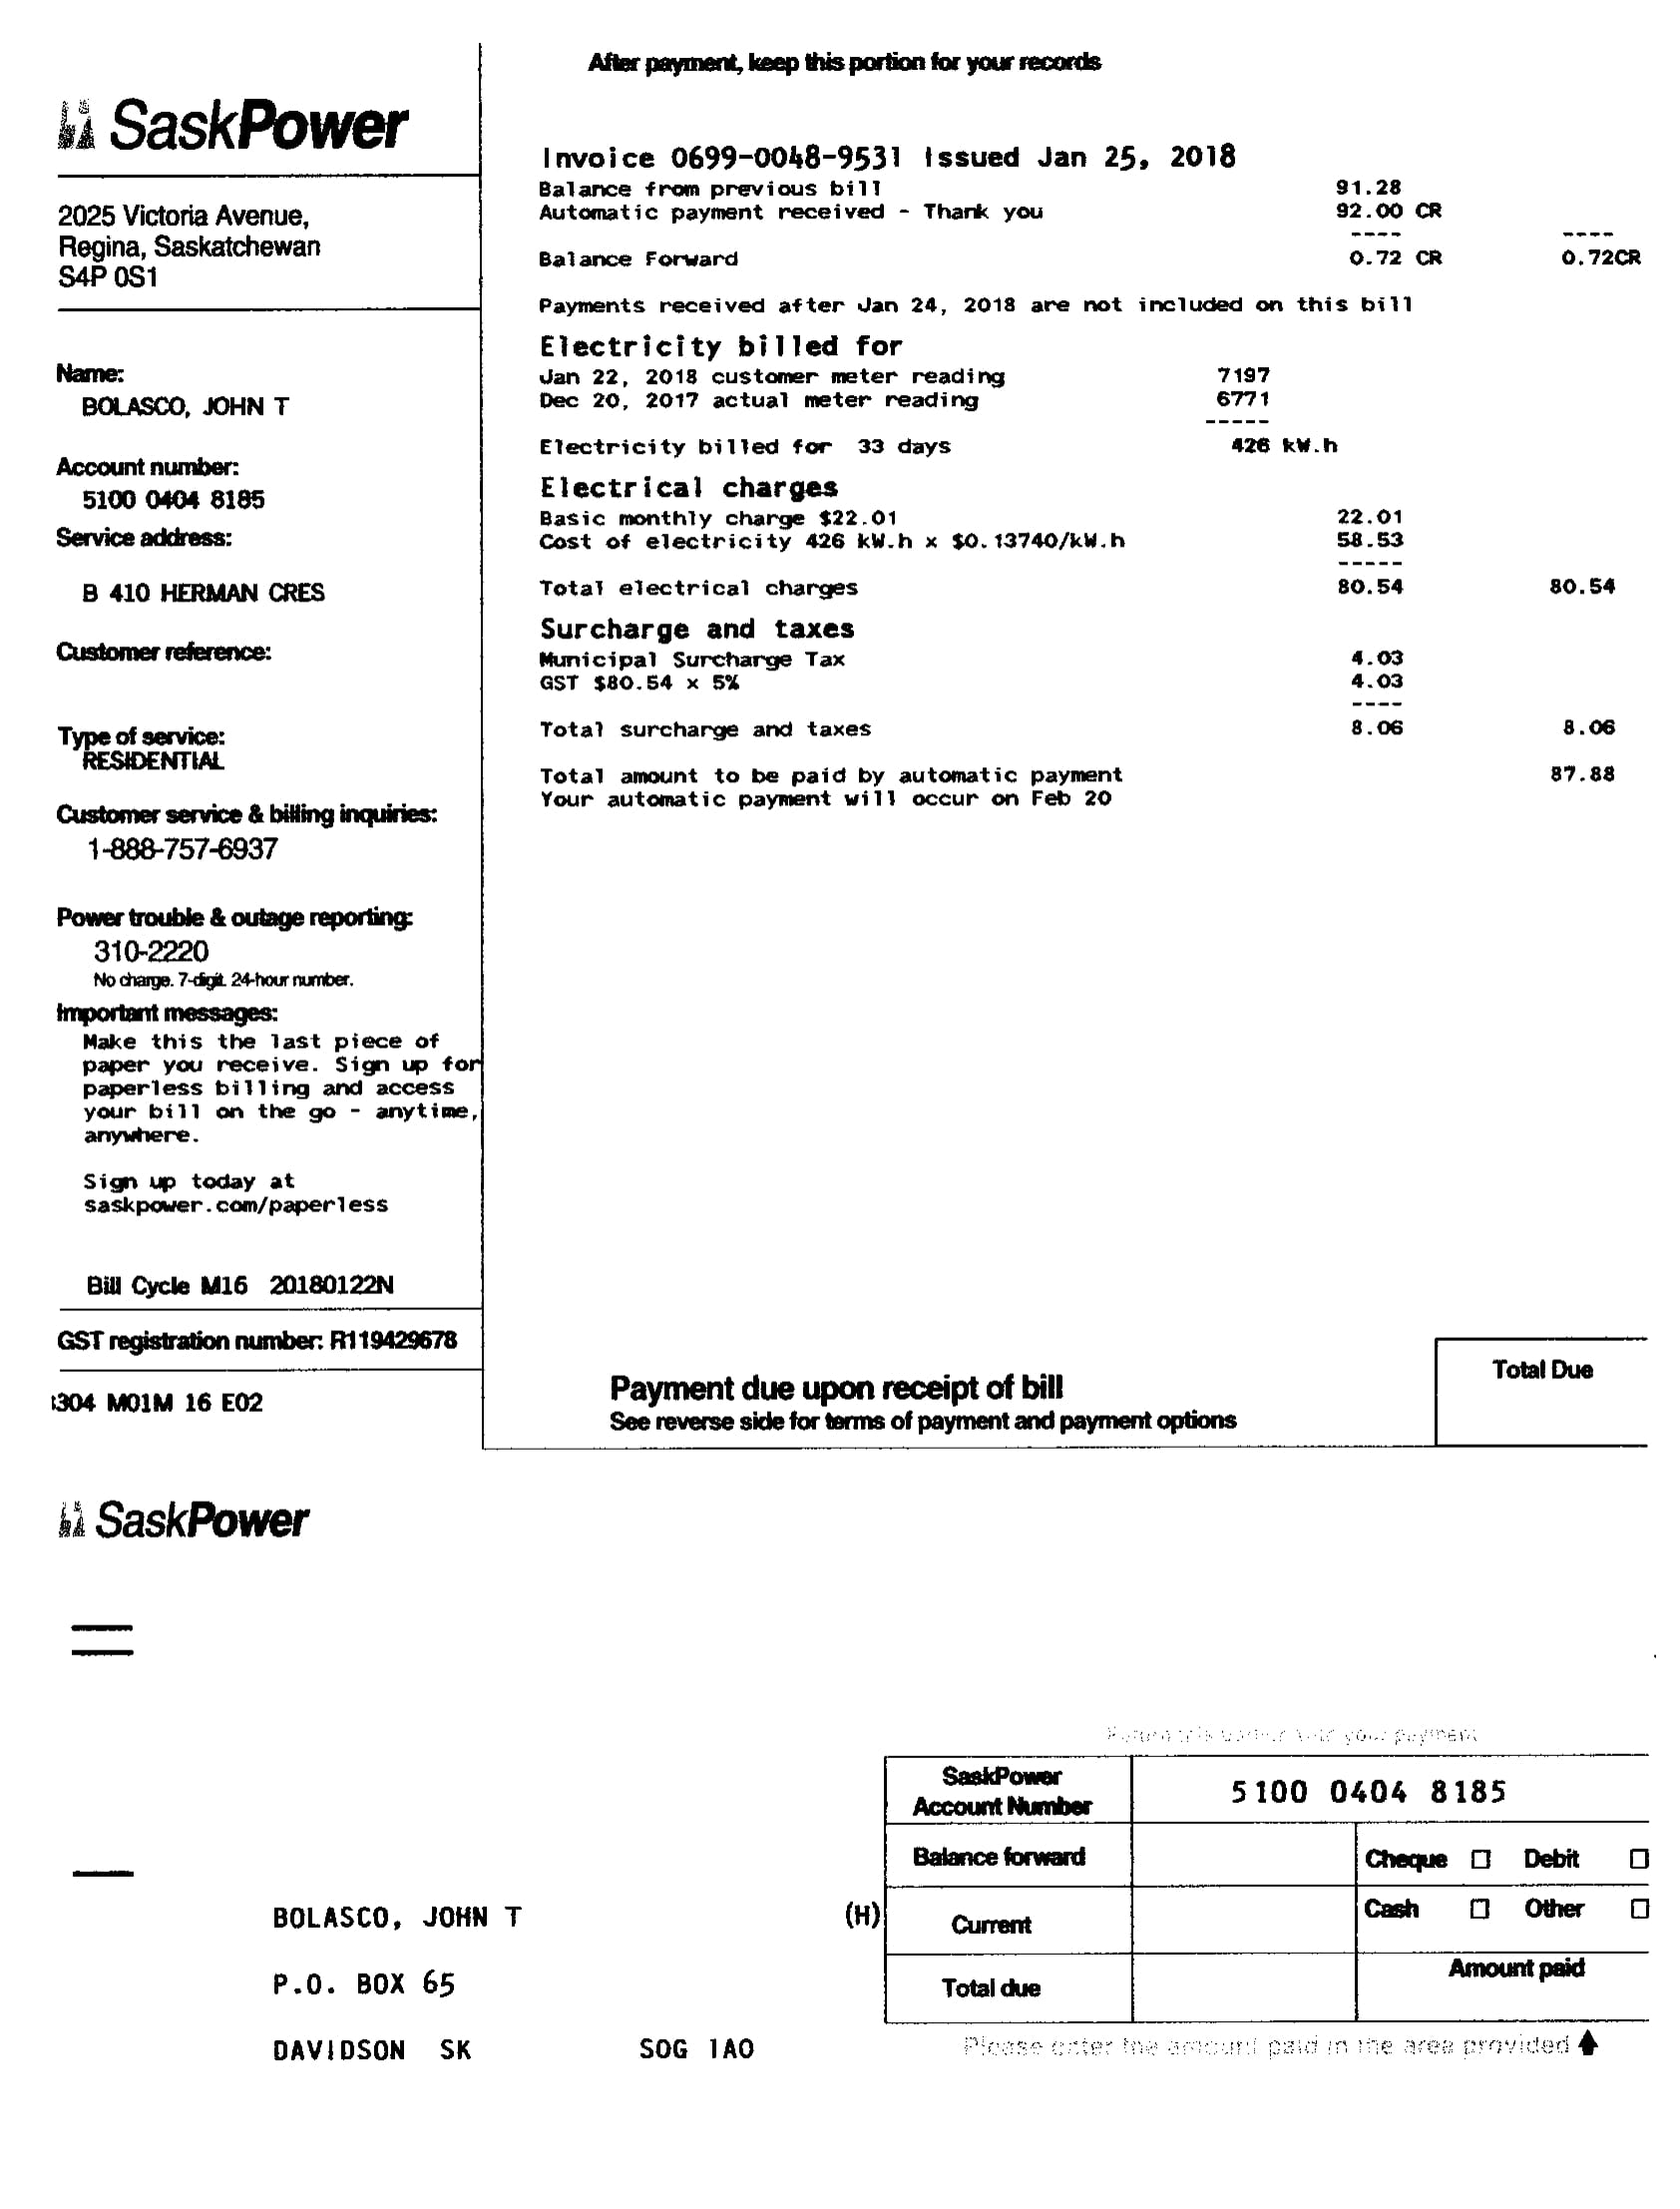 SaskPower
2025 Victoria Avenue,
Regina, Saskatchewan
S4P 0S1
Name:
BOLASCO, JOHN T
Account number:
5100 0404 8185
Service address:
B 410 HERMAN CRES
Customer reference:
Type of service:
RESIDENTIAL
Customer service & billing inquiries:
1-888-757-6937
Power trouble & outage reporting:
310-2220
No charge. 7-digit. 24-hour number.
Important messages:
Make this the last piece of
paper you receive. Sign up for
paperless billing and access
your bill on the go - anytime,
anywhere.
Sign up today at
saskpower.com/paperless
Bill Cycle M16 20180122N
GST registration number: R119429678
304 M01M 16 E02
After payment, keep this portion for your records
Invoice 0699-0048-9531 Issued Jan 25, 2018
Balance from previous bill 91.28
Automatic payment received - Thank you 92.00 CR
---- ----
Balance Forward 0.72 CR 0.72CR
Payments received after Jan 24, 2018 are not included on this bill
Electricity billed for
Jan 22, 2018 customer meter reading 7197
Dec 20, 2017 actual meter reading 6771
-----
Electricity billed for 33 days 426 kW.h
Electrical charges
Basic monthly charge $22.01 22.01
Cost of electricity 426 kW.h x $0.13740/kW.h 58.53
-----
Total electrical charges 80.54 80.54
Surcharge and taxes
Municipal Surcharge Tax 4.03
GST $80.54 x 5% 4.03
----
Total surcharge and taxes 8.06 8.06
Total amount to be paid by automatic payment 87.88
Your automatic payment will occur on Feb 20
Payment due upon receipt of bill
See reverse side for terms of payment and payment options
Total Due
SaskPower
Return this portion with your payment
SaskPower
Account Number 5100 0404 8185
Balance forward Cheque Debit
Current Cash Other
Total due Amount paid
Please enter the amount paid in the area provided
BOLASCO, JOHN T (H)
P.O. BOX 65
DAVIDSON SK S0G 1A0